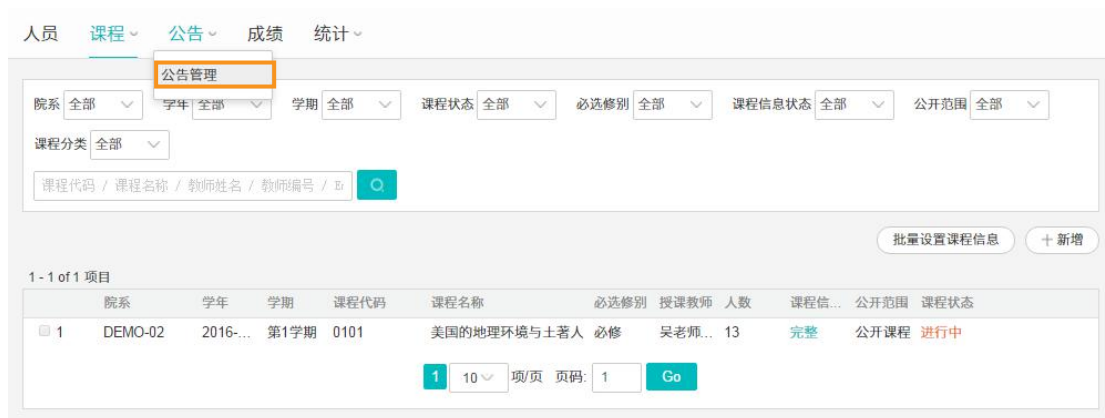 人员 课程 公告 成绩 统计
公告管理
院系 全部 学年 全部 学期 全部 课程状态 全部 必选修别 全部 课程信息状态 全部 公开范围 全部
课程分类 全部
课程代码 / 课程名称 / 教师姓名 / 教师编号 /
批量设置课程信息 + 新增
1 - 1 of 1 项目
院系 学年 学期 课程代码 课程名称 必选修别 授课教师 人数 课程信... 公开范围 课程状态
1 DEMO-02 2016-... 第1学期 0101 美国的地理环境与土著人 必修 吴老师... 13 完整 公开课程 进行中
1 10 项/页 页码: 1 Go